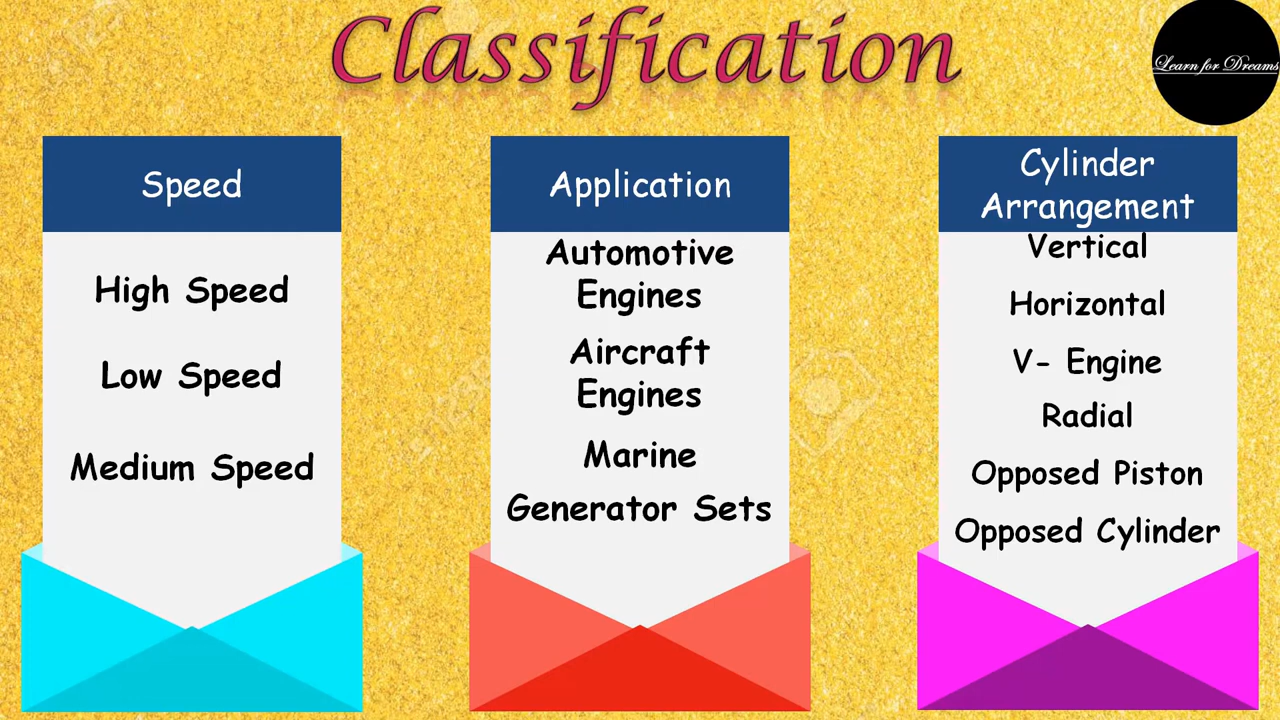 Classification
Learn for Dreams
Speed
High Speed
Low Speed
Medium Speed
Application
Automotive
Engines
Aircraft
Engines
Marine
Generator Sets
Cylinder
Arrangement
Vertical
Horizontal
V- Engine
Radial
Opposed Piston
Opposed Cylinder